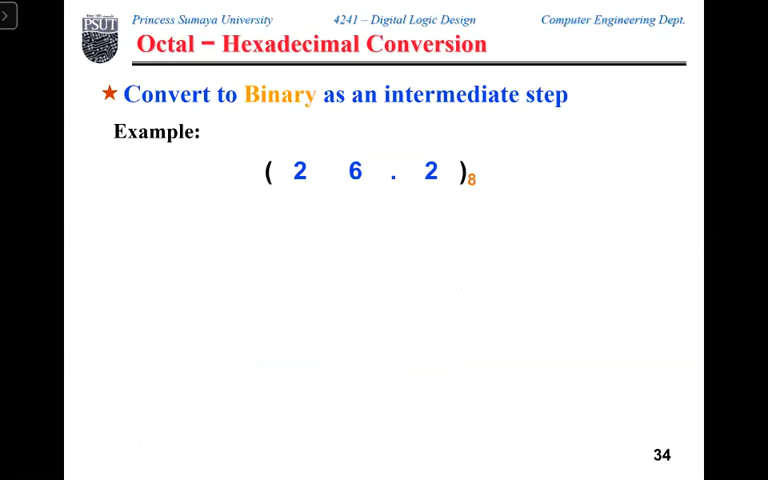 Princess Sumaya University 4241 – Digital Logic Design Computer Engineering Dept.
PSUT
Octal − Hexadecimal Conversion
★ Convert to Binary as an intermediate step
Example:
( 2 6 . 2 )8
34